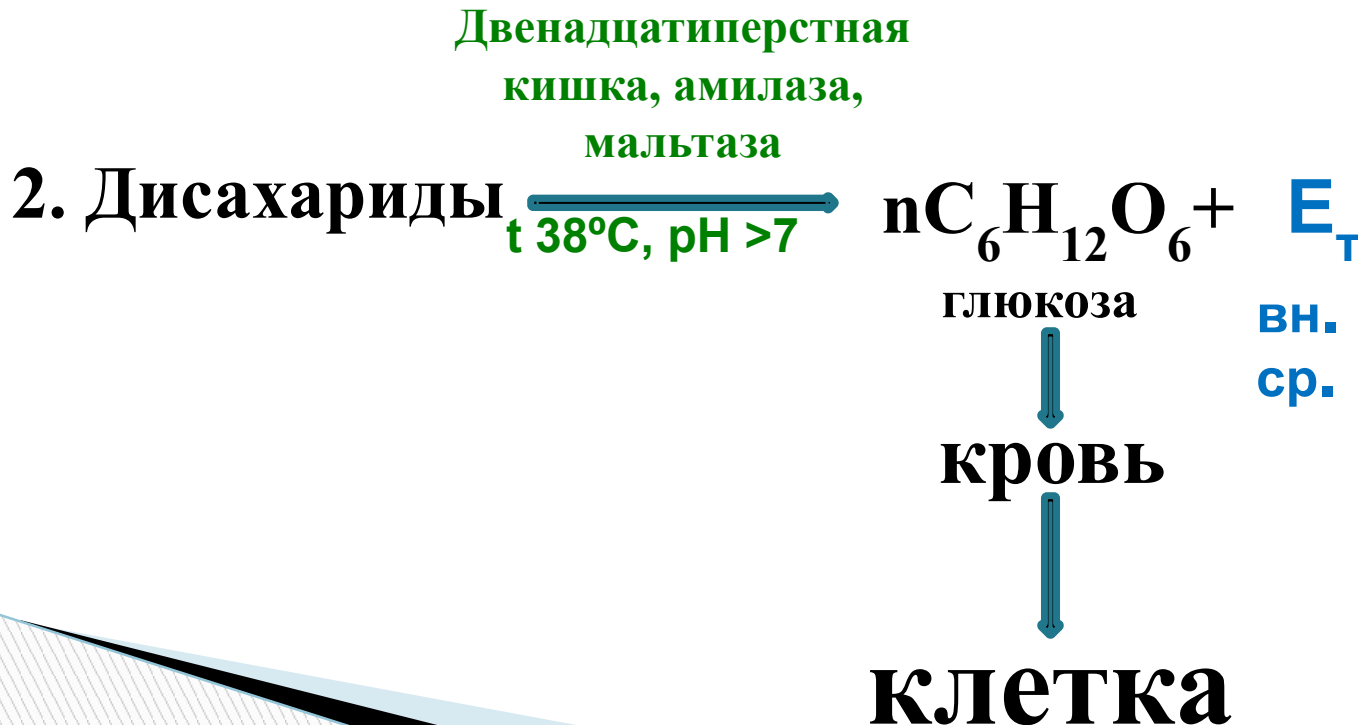 Двенадцатиперстная
кишка, амилаза,
мальтаза
2. Дисахариды
t 38ºC, pH >7
nC₆H₁₂O₆+ Eт
глюкоза
вн.
ср.
кровь
клетка